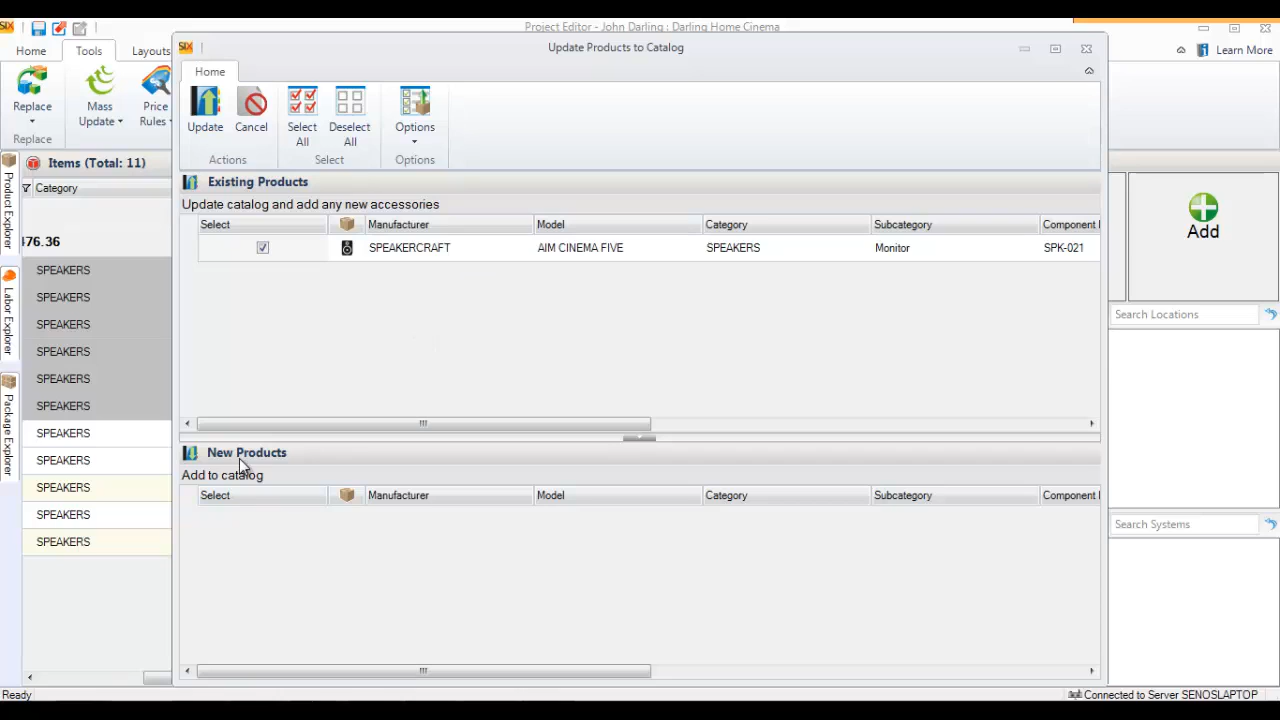 SIX
Project Editor - John Darling : Darling Home Cinema
Home
Tools
Layouts
Learn More
Replace
Mass
Update
Price
Rules
Replace
Items (Total: 11)
Category
76.36
SPEAKERS
SPEAKERS
SPEAKERS
SPEAKERS
SPEAKERS
SPEAKERS
SPEAKERS
SPEAKERS
SPEAKERS
SPEAKERS
SPEAKERS
Product Explorer
Labor Explorer
Package Explorer
SIX
Update Products to Catalog
Home
Update
Cancel
Select
All
Deselect
All
Options
Actions
Select
Options
Existing Products
Update catalog and add any new accessories
Select Manufacturer Model Category Subcategory Component
SPEAKERCRAFT AIM CINEMA FIVE SPEAKERS Monitor SPK-021
New Products
Add to catalog
Select Manufacturer Model Category Subcategory Component
Add
Search Locations
Search Systems
Ready
Connected to Server SENOSLAPTOP